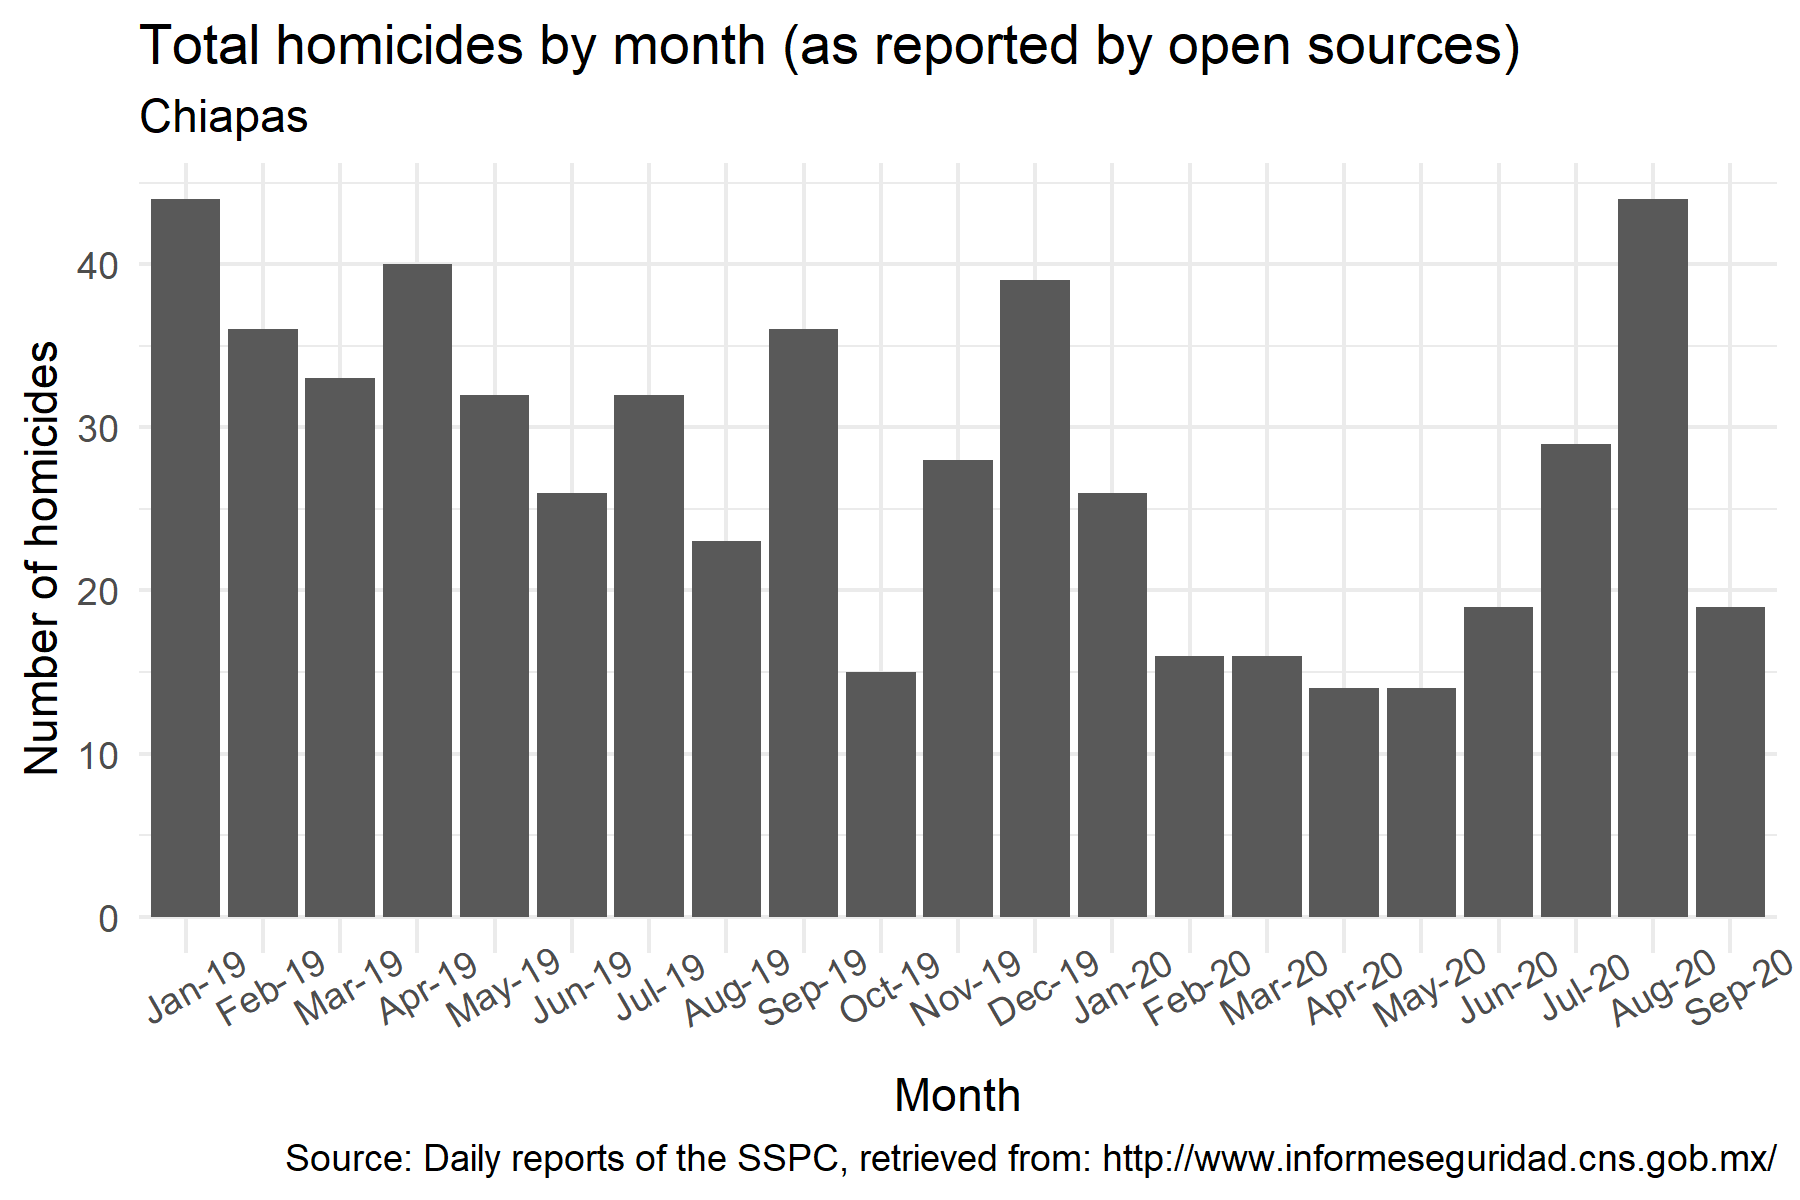 Total homicides by month (as reported by open sources)
Chiapas
Number of homicides
40
30
20
10
0
Jan-19
Feb-19
Mar-19
Apr-19
May-19
Jun-19
Jul-19
Aug-19
Sep-19
Oct-19
Nov-19
Dec-19
Jan-20
Feb-20
Mar-20
Apr-20
May-20
Jun-20
Jul-20
Aug-20
Sep-20
Month
Source: Daily reports of the SSPC, retrieved from: http://www.informeseguridad.cns.gob.mx/